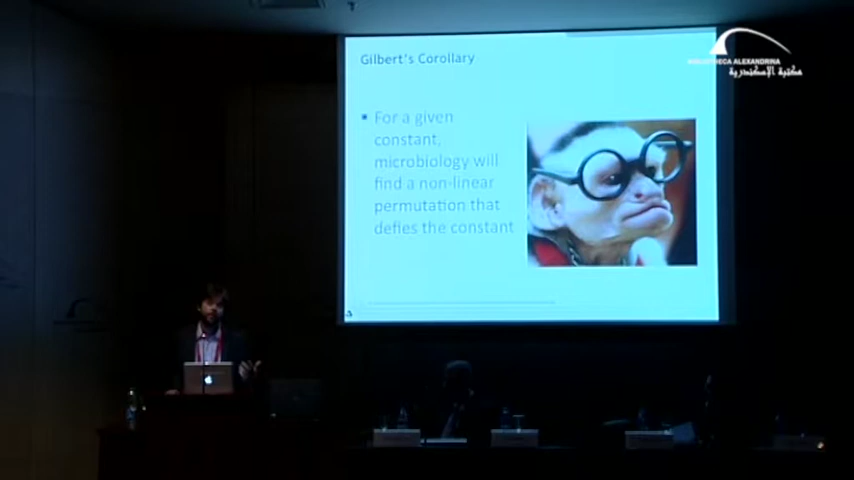 Gilbert's Corollary
BIBLIOTHECA ALEXANDRINA
مكتبة الإسكندرية
▪ For a given
constant,
microbiology will
find a non-linear
permutation that
defies the constant